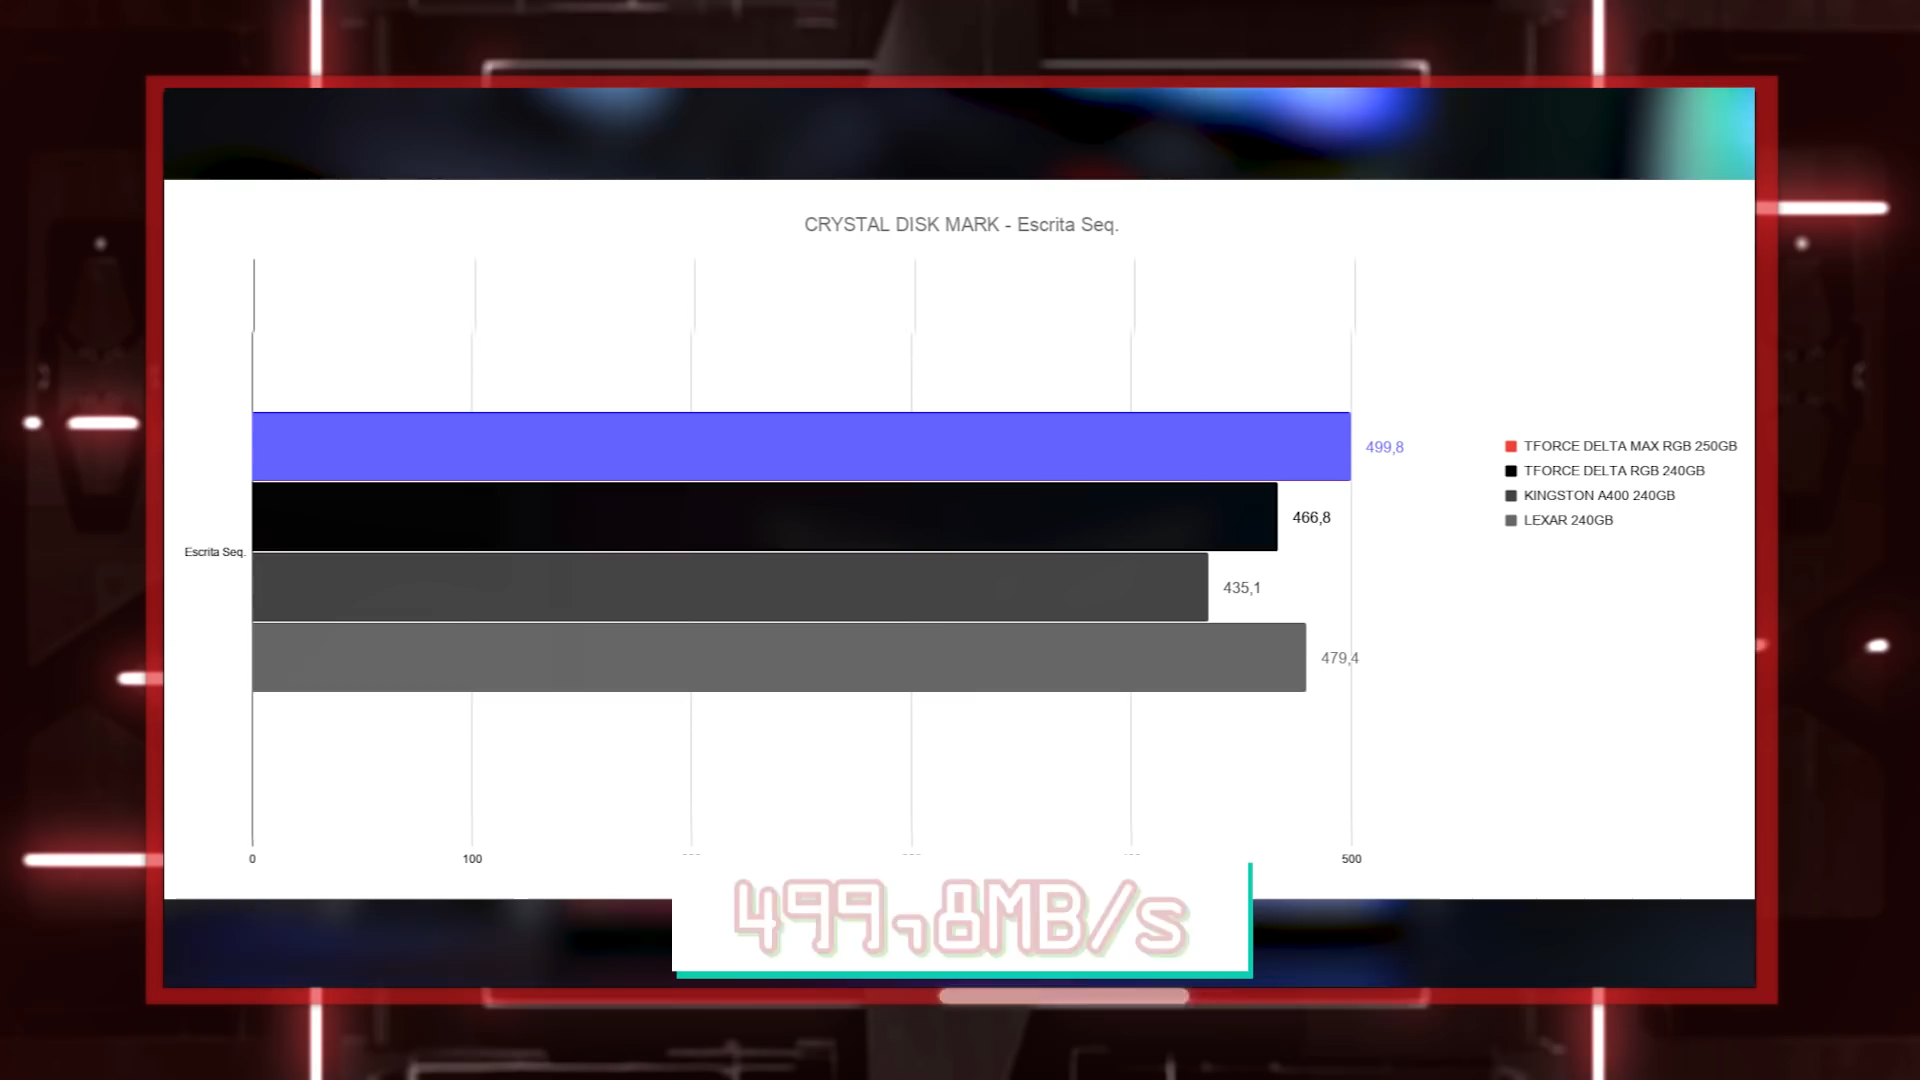 CRYSTAL DISK MARK - Escrita Seq.
499,8
TFORCE DELTA MAX RGB 250GB
TFORCE DELTA RGB 240GB
KINGSTON A400 240GB
LEXAR 240GB
466,8
Escrita Seq.
435,1
479,4
0
100
500
499,8MB/s